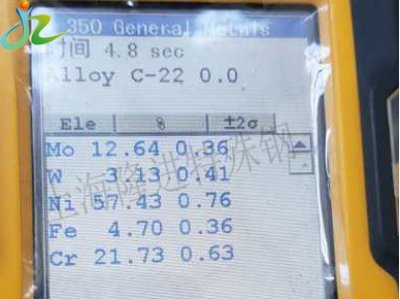 350 General Metals
时间 4.8 sec
Alloy C-22 0.0
Ele % ±2σ
Mo 12.64 0.36
W 3.13 0.41
Ni 57.43 0.76
Fe 4.70 0.36
Cr 21.73 0.63
上海隆进特殊钢